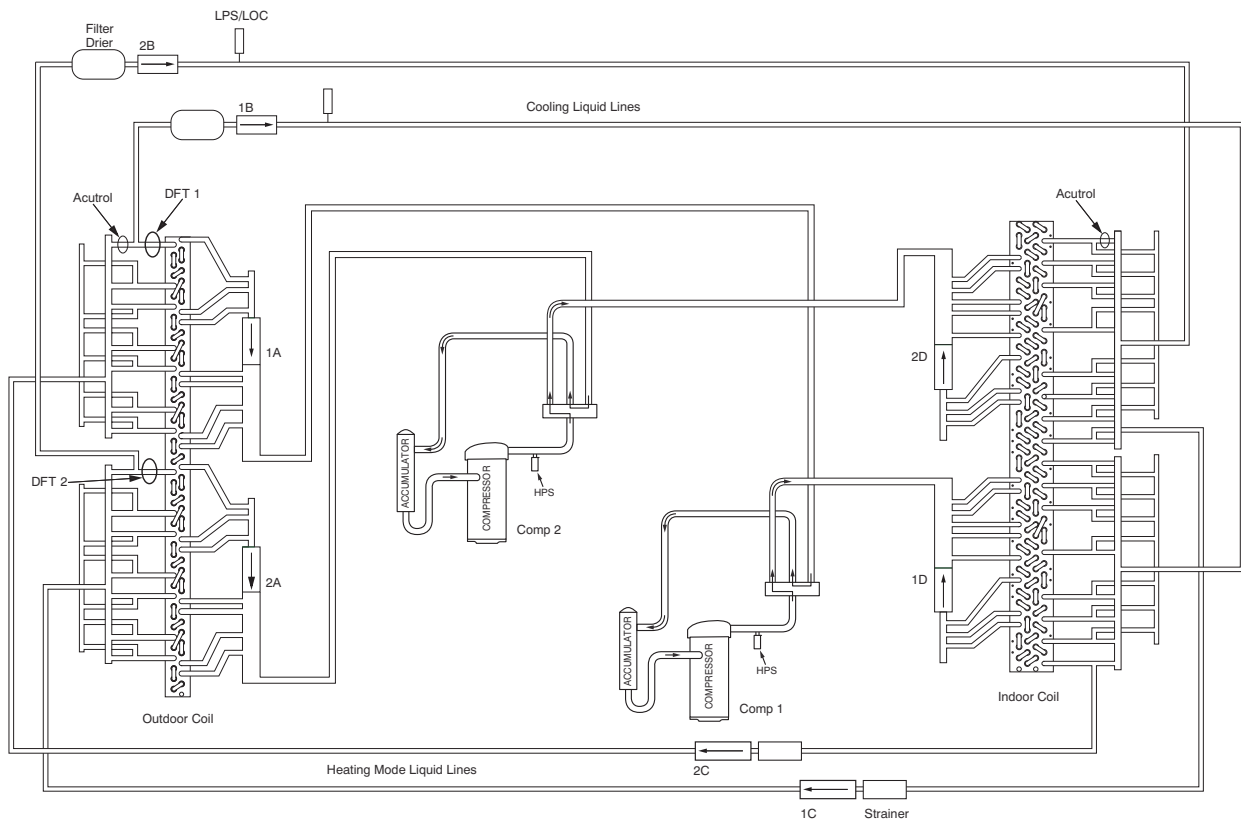 LPS/LOC
Filter
Drier
2B
1B
Cooling Liquid Lines
Acutrol
DFT 1
Acutrol
1A
2D
ACCUMULATOR
COMPRESSOR
HPS
DFT 2
Comp 2
2A
1D
ACCUMULATOR
COMPRESSOR
HPS
Comp 1
Outdoor Coil
Indoor Coil
Heating Mode Liquid Lines
2C
1C
Strainer